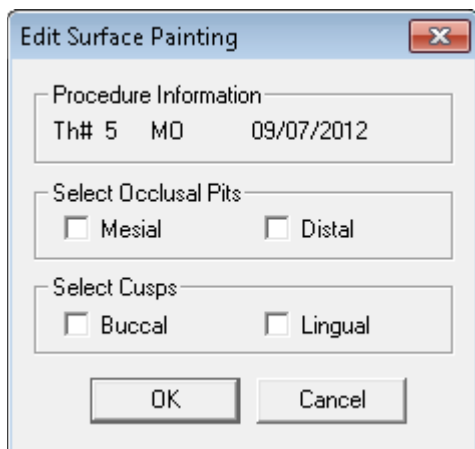 Edit Surface Painting
Procedure Information
Th# 5 MO 09/07/2012
Select Occlusal Pits
Mesial Distal
Select Cusps
Buccal Lingual
OK Cancel